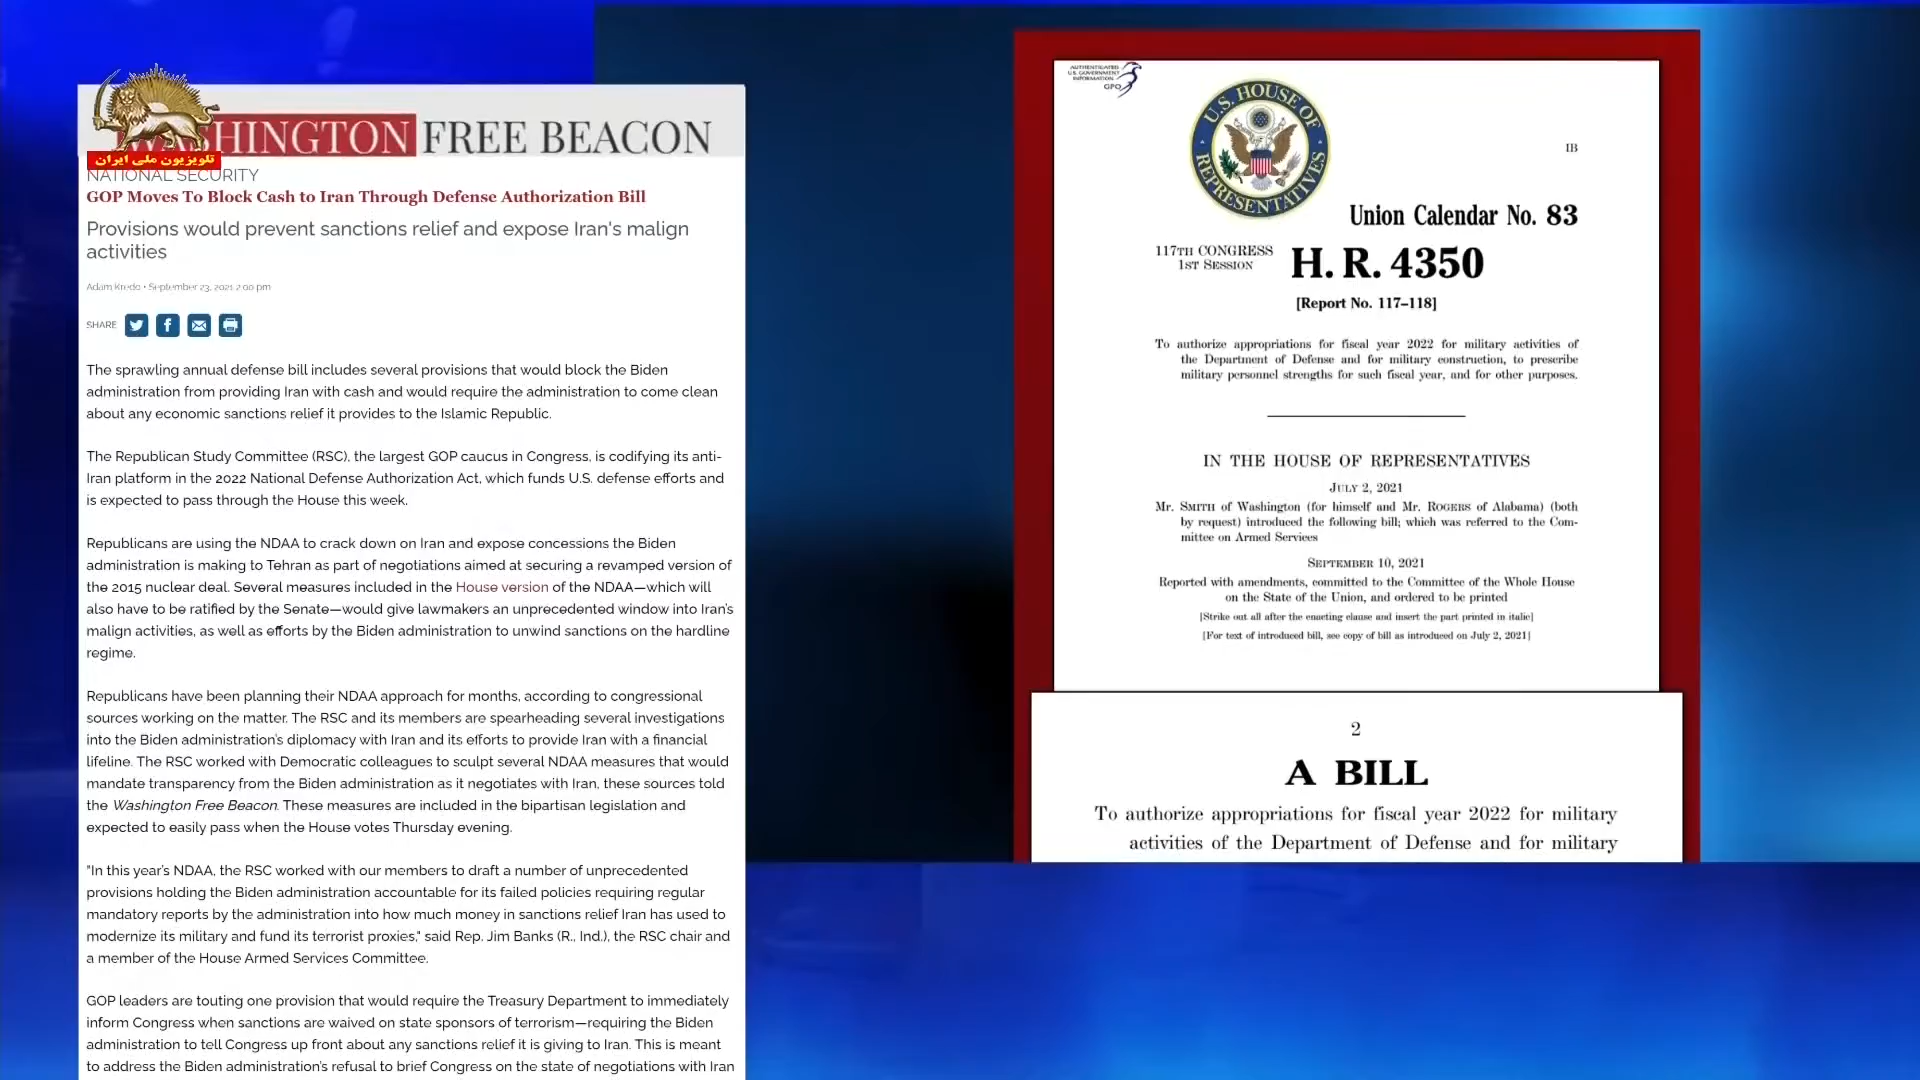 HINGTON FREE BEACON
تلویزیون ملی ایران
NATIONAL SECURITY
GOP Moves To Block Cash to Iran Through Defense Authorization Bill
Provisions would prevent sanctions relief and expose Iran's malign
activities
Adam Kredo • September 23, 2021 2:00 pm
SHARE
The sprawling annual defense bill includes several provisions that would block the Biden
administration from providing Iran with cash and would require the administration to come clean
about any economic sanctions relief it provides to the Islamic Republic.
The Republican Study Committee (RSC), the largest GOP caucus in Congress, is codifying its anti-
Iran platform in the 2022 National Defense Authorization Act, which funds U.S. defense efforts and
is expected to pass through the House this week.
Republicans are using the NDAA to crack down on Iran and expose concessions the Biden
administration is making to Tehran as part of negotiations aimed at securing a revamped version of
the 2015 nuclear deal. Several measures included in the House version of the NDAA—which will
also have to be ratified by the Senate—would give lawmakers an unprecedented window into Iran's
malign activities, as well as efforts by the Biden administration to unwind sanctions on the hardline
regime.
Republicans have been planning their NDAA approach for months, according to congressional
sources working on the matter. The RSC and its members are spearheading several investigations
into the Biden administration's diplomacy with Iran and its efforts to provide Iran with a financial
lifeline. The RSC worked with Democratic colleagues to sculpt several NDAA measures that would
mandate transparency from the Biden administration as it negotiates with Iran, these sources told
the Washington Free Beacon. These measures are included in the bipartisan legislation and
expected to easily pass when the House votes Thursday evening.
"In this year's NDAA, the RSC worked with our members to draft a number of unprecedented
provisions holding the Biden administration accountable for its failed policies requiring regular
mandatory reports by the administration into how much money in sanctions relief Iran has used to
modernize its military and fund its terrorist proxies," said Rep. Jim Banks (R., Ind.), the RSC chair and
a member of the House Armed Services Committee.
GOP leaders are touting one provision that would require the Treasury Department to immediately
inform Congress when sanctions are waived on state sponsors of terrorism—requiring the Biden
administration to tell Congress up front about any sanctions relief it is giving to Iran. This is meant
to address the Biden administration's refusal to brief Congress on the state of negotiations with Iran
AUTHENTICATED
U.S. GOVERNMENT
INFORMATION
GPO
U.S. HOUSE OF
REPRESENTATIVES
IB
Union Calendar No. 83
117TH CONGRESS
1ST SESSION
H. R. 4350
[Report No. 117–118]
To authorize appropriations for fiscal year 2022 for military activities of
the Department of Defense and for military construction, to prescribe
military personnel strengths for such fiscal year, and for other purposes.
IN THE HOUSE OF REPRESENTATIVES
JULY 2, 2021
Mr. SMITH of Washington (for himself and Mr. ROGERS of Alabama) (both
by request) introduced the following bill; which was referred to the Com-
mittee on Armed Services
SEPTEMBER 10, 2021
Reported with amendments, committed to the Committee of the Whole House
on the State of the Union, and ordered to be printed
[Strike out all after the enacting clause and insert the part printed in italic]
[For text of introduced bill, see copy of bill as introduced on July 2, 2021]
2
A BILL
To authorize appropriations for fiscal year 2022 for military
activities of the Department of Defense and for military